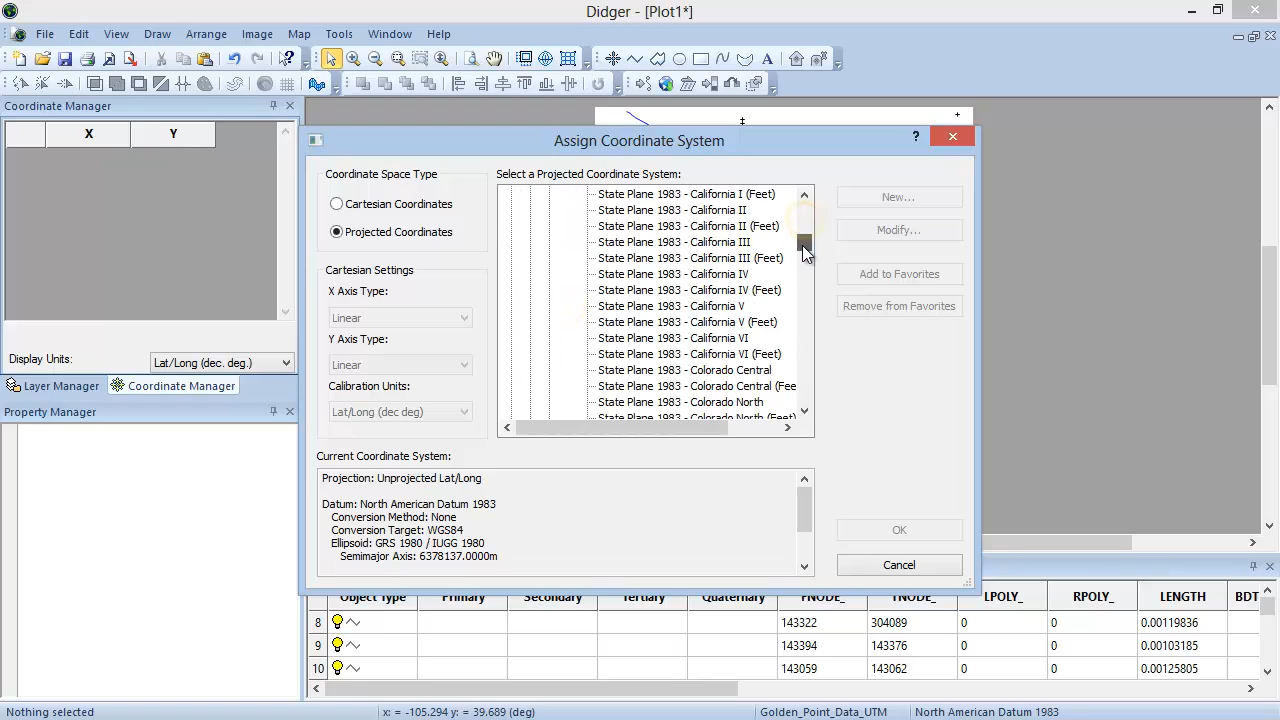 Didger - [Plot1*]
File Edit View Draw Arrange Image Map Tools Window Help
Coordinate Manager
X Y
Display Units: Lat/Long (dec. deg.)
Layer Manager Coordinate Manager
Property Manager
Assign Coordinate System
Coordinate Space Type
Cartesian Coordinates
Projected Coordinates
Cartesian Settings
X Axis Type:
Linear
Y Axis Type:
Linear
Calibration Units:
Lat/Long (dec deg)
Select a Projected Coordinate System:
State Plane 1983 - California I (Feet)
State Plane 1983 - California II
State Plane 1983 - California II (Feet)
State Plane 1983 - California III
State Plane 1983 - California III (Feet)
State Plane 1983 - California IV
State Plane 1983 - California IV (Feet)
State Plane 1983 - California V
State Plane 1983 - California V (Feet)
State Plane 1983 - California VI
State Plane 1983 - California VI (Feet)
State Plane 1983 - Colorado Central
State Plane 1983 - Colorado Central (Fee
State Plane 1983 - Colorado North
State Plane 1983 - Colorado North (Feet)
New...
Modify...
Add to Favorites
Remove from Favorites
OK
Cancel
Current Coordinate System:
Projection: Unprojected Lat/Long
Datum: North American Datum 1983
Conversion Method: None
Conversion Target: WGS84
Ellipsoid: GRS 1980 / IUGG 1980
Semimajor Axis: 6378137.0000m
Object Type Primary Secondary Tertiary Quaternary FNODE_ TNODE_ LPOLY_ RPOLY_ LENGTH BDT
8 143322 304089 0 0 0.00119836
9 143394 143376 0 0 0.00103185
10 143059 143062 0 0 0.00125805
Nothing selected x: = -105.294 y: = 39.689 (deg) Golden_Point_Data_UTM North American Datum 1983